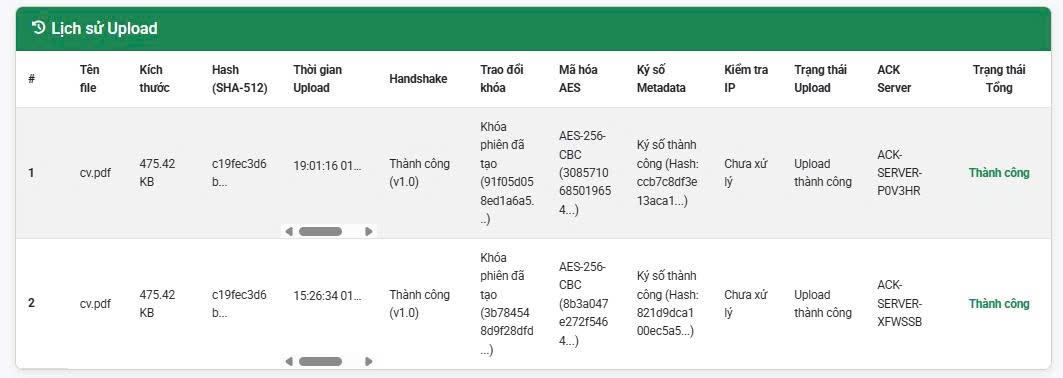 Lịch sử Upload
# Tên file Kích thước Hash (SHA-512) Thời gian Upload Handshake Trao đổi khóa Mã hóa AES Ký số Metadata Kiểm tra IP Trạng thái Upload ACK Server Trạng thái Tổng
1 cv.pdf 475.42 KB c19fec3d6b... 19:01:16 01... Thành công (v1.0) Khóa phiên đã tạo (91f05d058ed1a6a5...) AES-256-CBC (3085710685019654...) Ký số thành công (Hash: ccb7c8df3e13aca1...) Chưa xử lý Upload thành công ACK-SERVER-P0V3HR Thành công
2 cv.pdf 475.42 KB c19fec3d6b... 15:26:34 01... Thành công (v1.0) Khóa phiên đã tạo (3b784548d9f28dfd...) AES-256-CBC (8b3a047e272f5464...) Ký số thành công (Hash: 821d9dca100ec5a5...) Chưa xử lý Upload thành công ACK-SERVER-XFWSSB Thành công